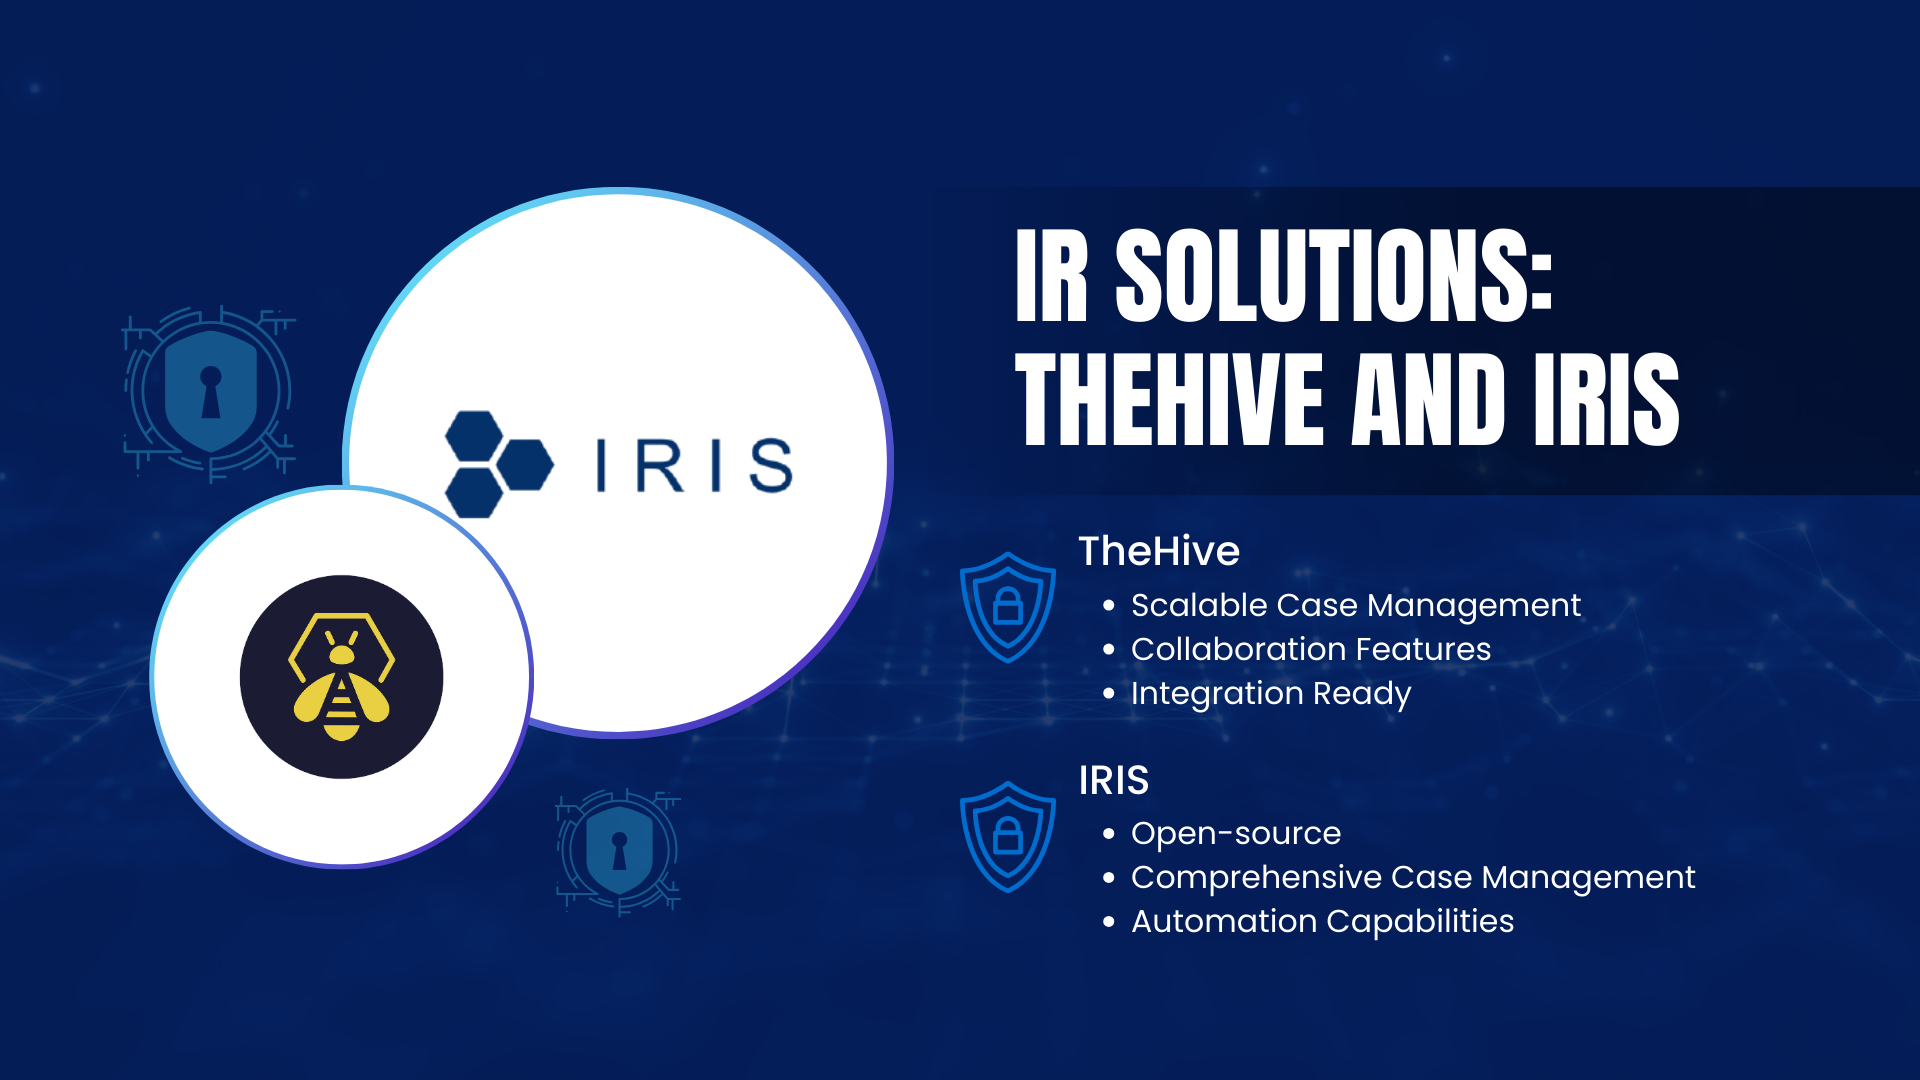 IRIS
IR SOLUTIONS:
THEHIVE AND IRIS
TheHive
• Scalable Case Management
• Collaboration Features
• Integration Ready
IRIS
• Open-source
• Comprehensive Case Management
• Automation Capabilities